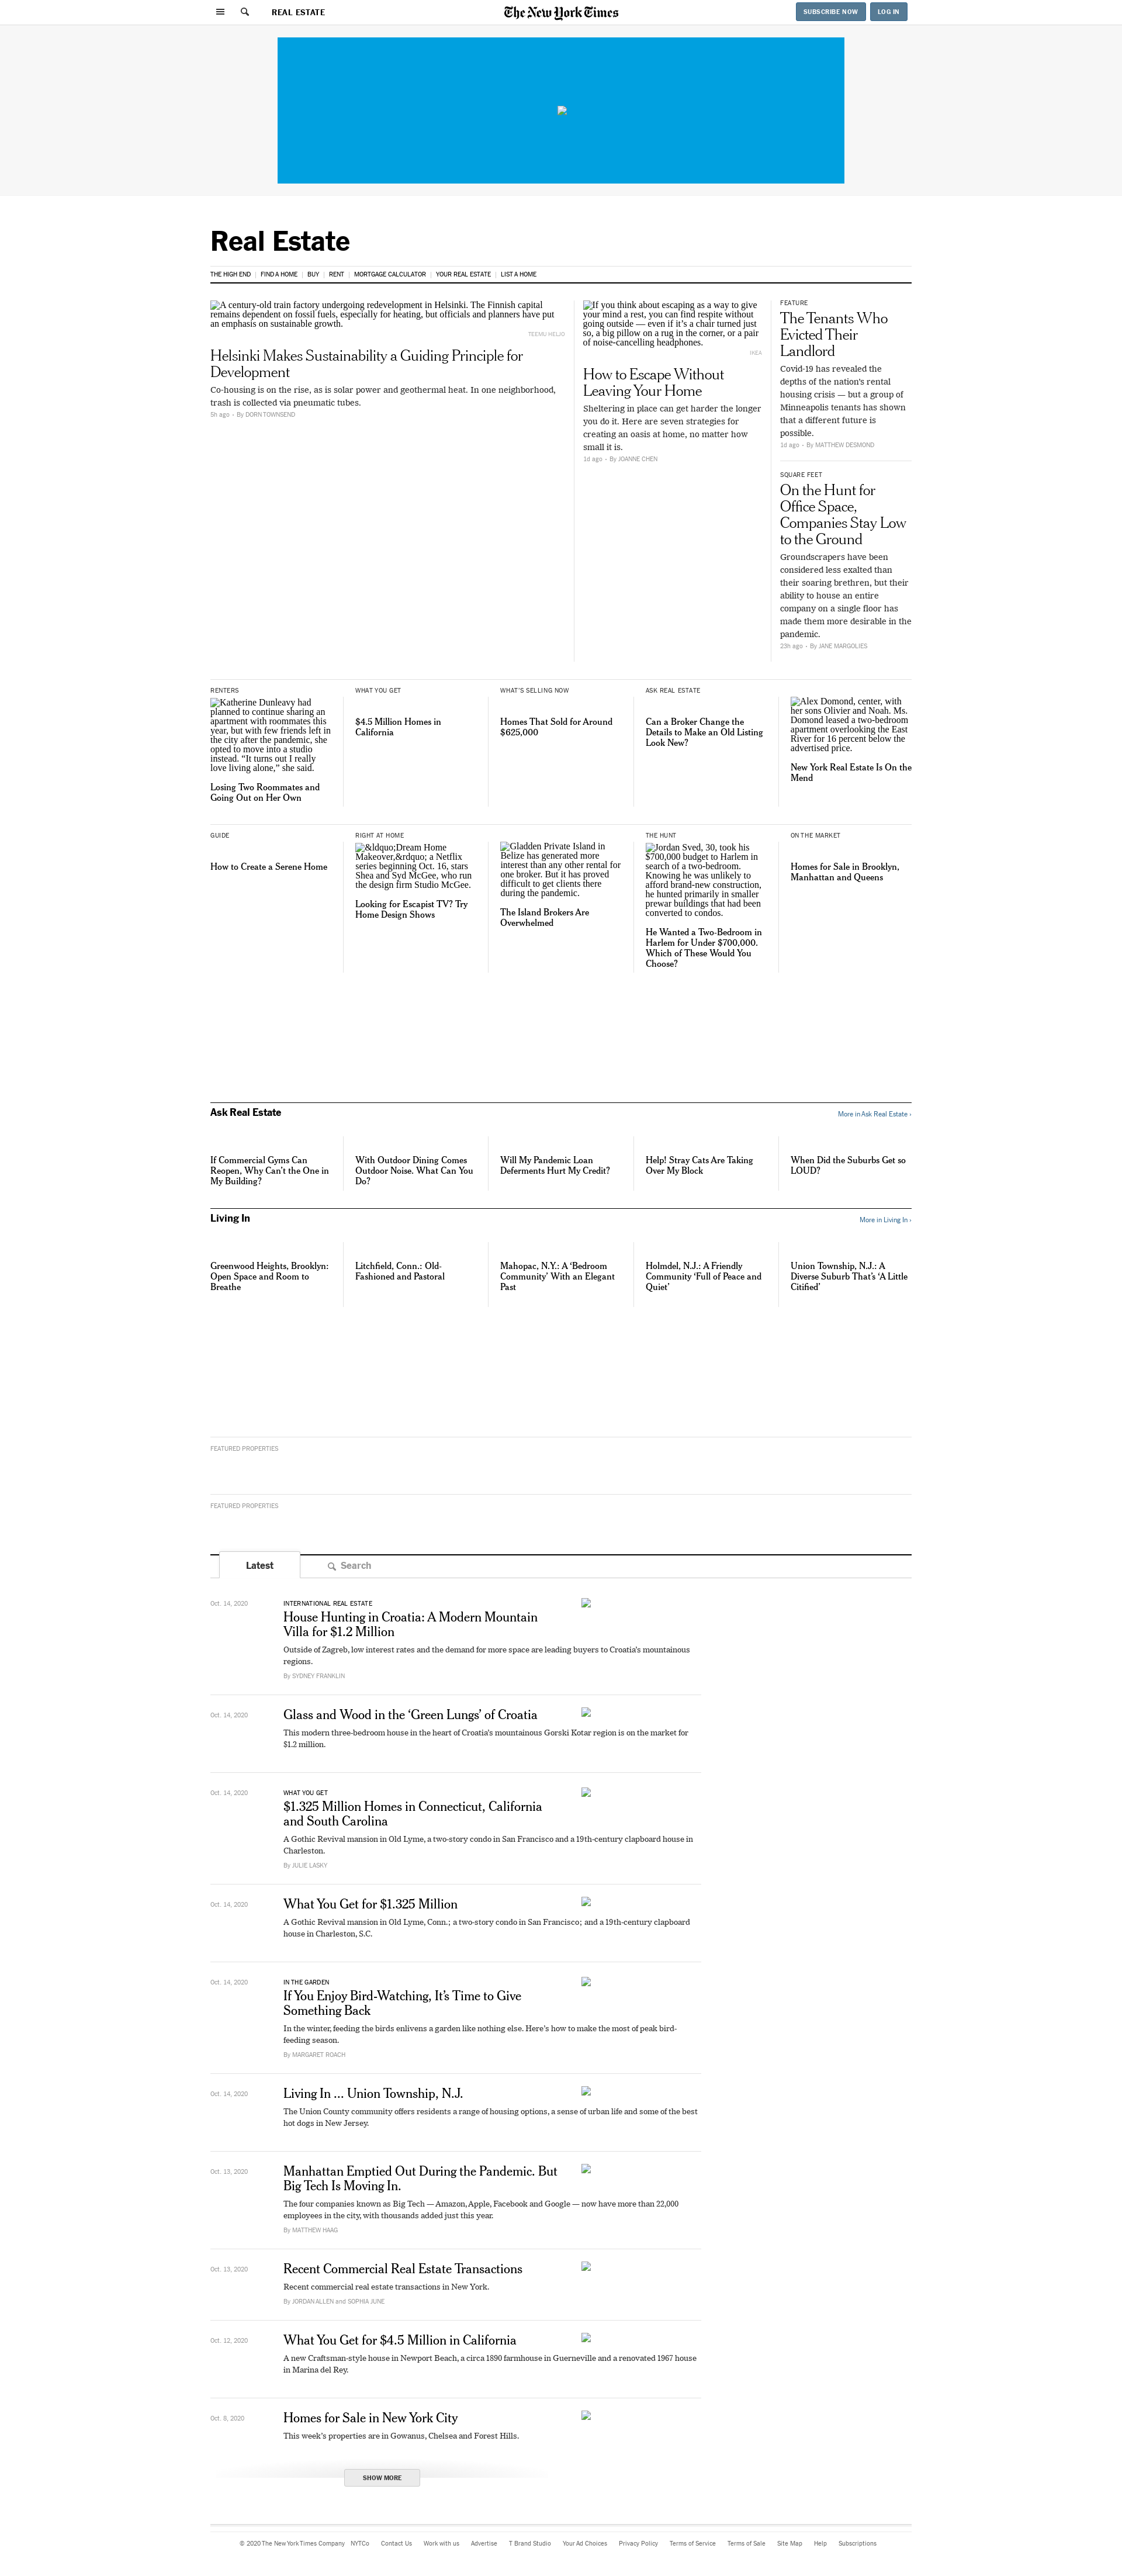 REAL ESTATE
The New York Times
SUBSCRIBE NOW
LOG IN
Real Estate
THE HIGH END | FIND A HOME | BUY | RENT | MORTGAGE CALCULATOR | YOUR REAL ESTATE | LIST A HOME
A century-old train factory undergoing redevelopment in Helsinki. The Finnish capital
remains dependent on fossil fuels, especially for heating, but officials and planners have put
an emphasis on sustainable growth.
TEEMU HELJO
Helsinki Makes Sustainability a Guiding Principle for
Development
Co-housing is on the rise, as is solar power and geothermal heat. In one neighborhood,
trash is collected via pneumatic tubes.
5h ago - By DORN TOWNSEND
If you think about escaping as a way to give
your mind a rest, you can find respite without
going outside — even if it’s a chair turned just
so, a big pillow on a rug in the corner, or a pair
of noise-cancelling headphones.
IKEA
How to Escape Without
Leaving Your Home
Sheltering in place can get harder the longer
you do it. Here are seven strategies for
creating an oasis at home, no matter how
small it is.
1d ago - By JOANNE CHEN
FEATURE
The Tenants Who
Evicted Their
Landlord
Covid-19 has revealed the
depths of the nation’s rental
housing crisis — but a group of
Minneapolis tenants has shown
that a different future is
possible.
1d ago - By MATTHEW DESMOND
SQUARE FEET
On the Hunt for
Office Space,
Companies Stay Low
to the Ground
Groundscrapers have been
considered less exalted than
their soaring brethren, but their
ability to house an entire
company on a single floor has
made them more desirable in the
pandemic.
23h ago - By JANE MARGOLIES
RENTERS
Katherine Dunleavy had
planned to continue sharing an
apartment with roommates this
year, but with few friends left in
the city after the pandemic, she
opted to move into a studio
instead. “It turns out I really
love living alone,” she said.
Losing Two Roommates and
Going Out on Her Own
WHAT YOU GET
$4.5 Million Homes in
California
WHAT’S SELLING NOW
Homes That Sold for Around
$625,000
ASK REAL ESTATE
Can a Broker Change the
Details to Make an Old Listing
Look New?
Alex Domond, center, with
her sons Olivier and Noah. Ms.
Domond leased a two-bedroom
apartment overlooking the East
River for 16 percent below the
advertised price.
New York Real Estate Is On the
Mend
GUIDE
How to Create a Serene Home
RIGHT AT HOME
&ldquo;Dream Home
Makeover,&rdquo; a Netflix
series beginning Oct. 16, stars
Shea and Syd McGee, who run
the design firm Studio McGee.
Looking for Escapist TV? Try
Home Design Shows
Gladden Private Island in
Belize has generated more
interest than any other rental for
one broker. But it has proved
difficult to get clients there
during the pandemic.
The Island Brokers Are
Overwhelmed
THE HUNT
Jordan Sved, 30, took his
$700,000 budget to Harlem in
search of a two-bedroom.
Knowing he was unlikely to
afford brand-new construction,
he hunted primarily in smaller
prewar buildings that had been
converted to condos.
He Wanted a Two-Bedroom in
Harlem for Under $700,000.
Which of These Would You
Choose?
ON THE MARKET
Homes for Sale in Brooklyn,
Manhattan and Queens
Ask Real Estate
More in Ask Real Estate ›
If Commercial Gyms Can
Reopen, Why Can’t the One in
My Building?
With Outdoor Dining Comes
Outdoor Noise. What Can You
Do?
Will My Pandemic Loan
Deferments Hurt My Credit?
Help! Stray Cats Are Taking
Over My Block
When Did the Suburbs Get so
LOUD?
Living In
More in Living In ›
Greenwood Heights, Brooklyn:
Open Space and Room to
Breathe
Litchfield, Conn.: Old-
Fashioned and Pastoral
Mahopac, N.Y.: A ‘Bedroom
Community’ With an Elegant
Past
Holmdel, N.J.: A Friendly
Community ‘Full of Peace and
Quiet’
Union Township, N.J.: A
Diverse Suburb That’s ‘A Little
Citified’
FEATURED PROPERTIES
FEATURED PROPERTIES
Latest
Search
Oct. 14, 2020
INTERNATIONAL REAL ESTATE
House Hunting in Croatia: A Modern Mountain
Villa for $1.2 Million
Outside of Zagreb, low interest rates and the demand for more space are leading buyers to Croatia’s mountainous
regions.
By SYDNEY FRANKLIN
Oct. 14, 2020
Glass and Wood in the ‘Green Lungs’ of Croatia
This modern three-bedroom house in the heart of Croatia’s mountainous Gorski Kotar region is on the market for
$1.2 million.
Oct. 14, 2020
WHAT YOU GET
$1.325 Million Homes in Connecticut, California
and South Carolina
A Gothic Revival mansion in Old Lyme, a two-story condo in San Francisco and a 19th-century clapboard house in
Charleston.
By JULIE LASKY
Oct. 14, 2020
What You Get for $1.325 Million
A Gothic Revival mansion in Old Lyme, Conn.; a two-story condo in San Francisco; and a 19th-century clapboard
house in Charleston, S.C.
Oct. 14, 2020
IN THE GARDEN
If You Enjoy Bird-Watching, It’s Time to Give
Something Back
In the winter, feeding the birds enlivens a garden like nothing else. Here’s how to make the most of peak bird-
feeding season.
By MARGARET ROACH
Oct. 14, 2020
Living In ... Union Township, N.J.
The Union County community offers residents a range of housing options, a sense of urban life and some of the best
hot dogs in New Jersey.
Oct. 13, 2020
Manhattan Emptied Out During the Pandemic. But
Big Tech Is Moving In.
The four companies known as Big Tech — Amazon, Apple, Facebook and Google — now have more than 22,000
employees in the city, with thousands added just this year.
By MATTHEW HAAG
Oct. 13, 2020
Recent Commercial Real Estate Transactions
Recent commercial real estate transactions in New York.
By JORDAN ALLEN and SOPHIA JUNE
Oct. 12, 2020
What You Get for $4.5 Million in California
A new Craftsman-style house in Newport Beach, a circa 1890 farmhouse in Guerneville and a renovated 1967 house
in Marina del Rey.
Oct. 8, 2020
Homes for Sale in New York City
This week’s properties are in Gowanus, Chelsea and Forest Hills.
SHOW MORE
© 2020 The New York Times Company NYTCo Contact Us Work with us Advertise T Brand Studio Your Ad Choices Privacy Policy Terms of Service Terms of Sale Site Map Help Subscriptions